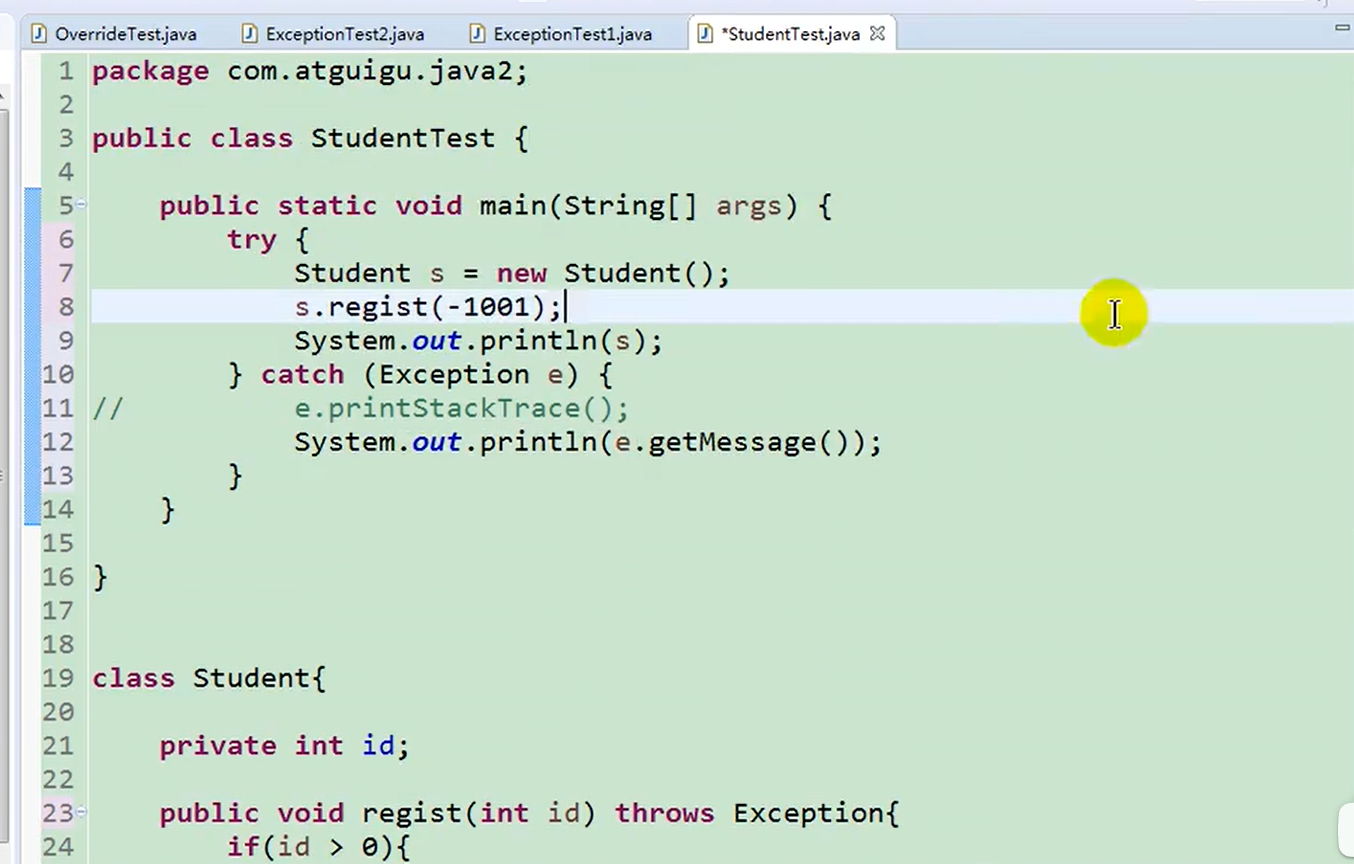 OverrideTest.java ExceptionTest2.java ExceptionTest1.java *StudentTest.java
1 package com.atguigu.java2;
2
3 public class StudentTest {
4
5 public static void main(String[] args) {
6 try {
7 Student s = new Student();
8 s.regist(-1001);
9 System.out.println(s);
10 } catch (Exception e) {
11 // e.printStackTrace();
12 System.out.println(e.getMessage());
13 }
14 }
15
16 }
17
18
19 class Student{
20
21 private int id;
22
23 public void regist(int id) throws Exception{
24 if(id > 0){